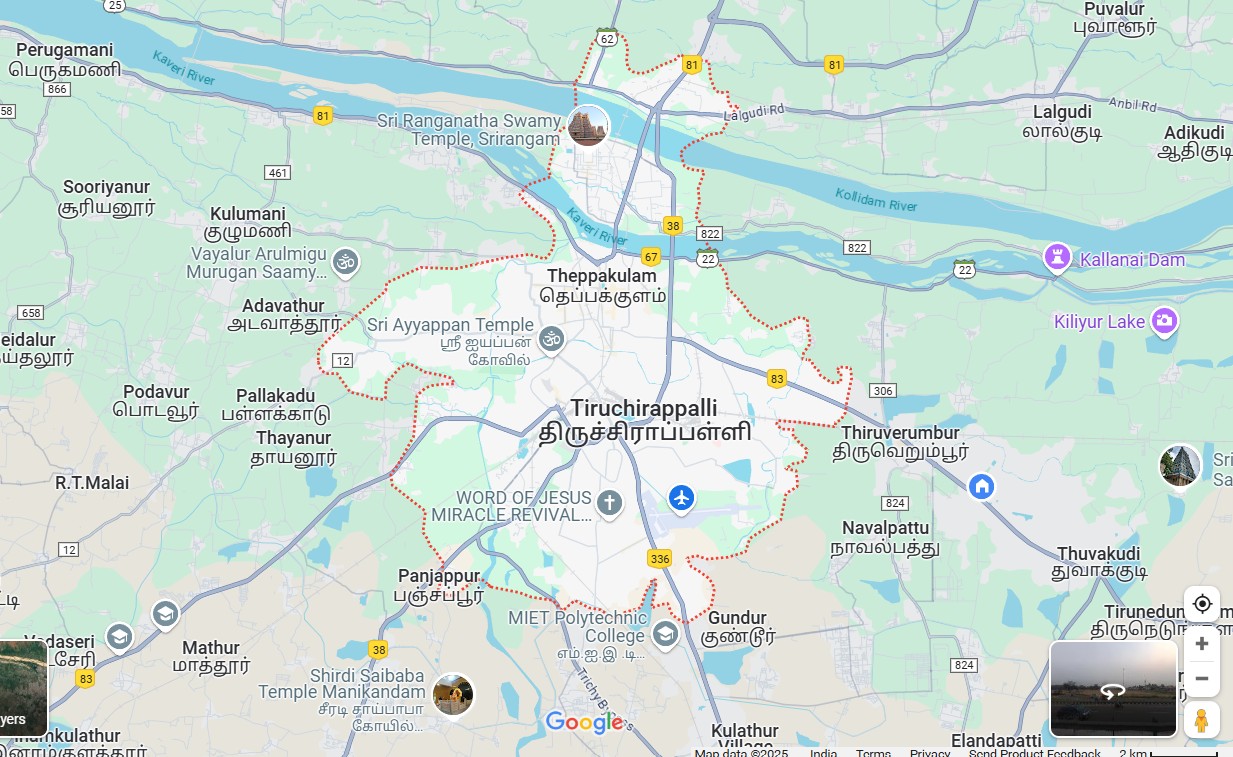 25
Puvalur
புவாளூர்
62
Perugamani
பெருகமணி
Kaveri River
81
81
866
58
81
Lalgudi Rd
Anbil Rd
Lalgudi
லால்குடி
Sri Ranganatha Swamy
Temple, Srirangam
Adikudi
ஆதிகுடி
461
Sooriyanur
சூரியனூர்
Kollidam River
Kulumani
குழுமணி
Kaveri River
38
822
822
Vayalur Arulmigu
Murugan Saamy...
67
22
22
Kallanai Dam
Theppakulam
தெப்பக்குளம்
Adavathur
அடவாத்தூர்
658
Kiliyur Lake
Sri Ayyappan Temple
ஸ்ரீ ஐயப்பன்
கோவில்
eidalur
ய்தலூர்
12
83
306
Podavur
பொடவூர்
Pallakadu
பள்ளக்காடு
Tiruchirappalli
திருச்சிராப்பள்ளி
Thayanur
தாயனூர்
Thiruverumbur
திருவெறும்பூர்
Sri
Sa
R.T.Malai
WORD OF JESUS
MIRACLE REVIVAL...
824
Navalpattu
நாவல்பத்து
12
336
Thuvakudi
துவாக்குடி
Panjappur
பஞ்சப்பூர்
ட்டி
MIET Polytechnic
College
எம்.ஐ.இ .டி...
Gundur
குண்டூர்
Vadaseri
டசேரி
Mathur
மாத்தூர்
38
83
824
Shirdi Saibaba
Temple Manikandam
சீரடி சாய்பாபா
கோயில்...
yers
Google
Kulathur
Village
Elandapatti
Map data ©2025 India Terms Privacy Send Product Feedback 2 km